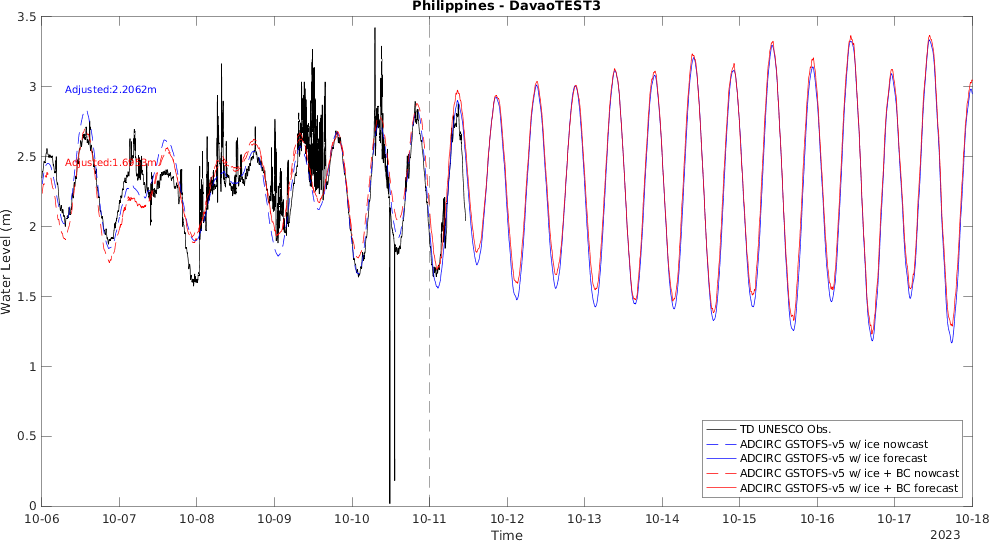 Philippines - DavaoTEST3
Water Level (m)
3.5
3
2.5
2
1.5
1
0.5
0
Adjusted:2.2062m
TD UNESCO Obs.
ADCIRC GSTOFS-v5 w/ ice nowcast
ADCIRC GSTOFS-v5 w/ ice forecast
ADCIRC GSTOFS-v5 w/ ice + BC nowcast
ADCIRC GSTOFS-v5 w/ ice + BC forecast
10-06 10-07 10-08 10-09 10-10 10-11 10-12 10-13 10-14 10-15 10-16 10-17 10-18
Time
2023